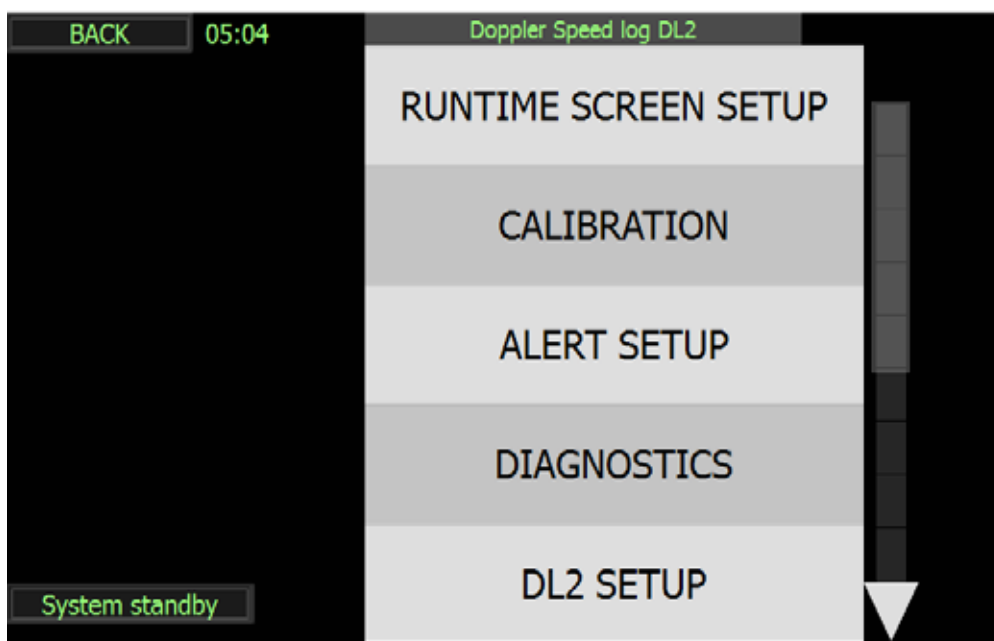 BACK 05:04 Doppler Speed log DL2
RUNTIME SCREEN SETUP
CALIBRATION
ALERT SETUP
DIAGNOSTICS
DL2 SETUP
System standby